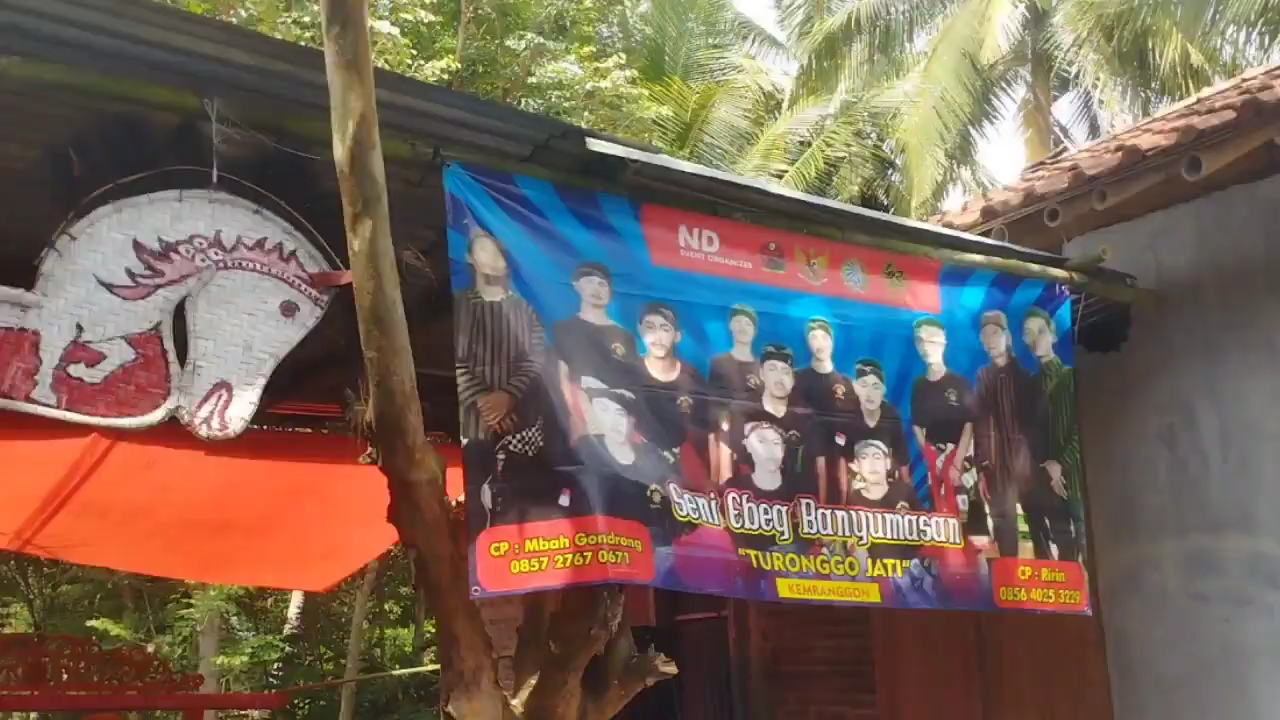 ND
EVENT ORGANIZER
Seni Ebeg Banyumasan
"TURONGGO JATI"
KEMRANGGON
CP : Mbah Gondrong
0857 2767 0671
CP : Ririn
0856 4025 3229